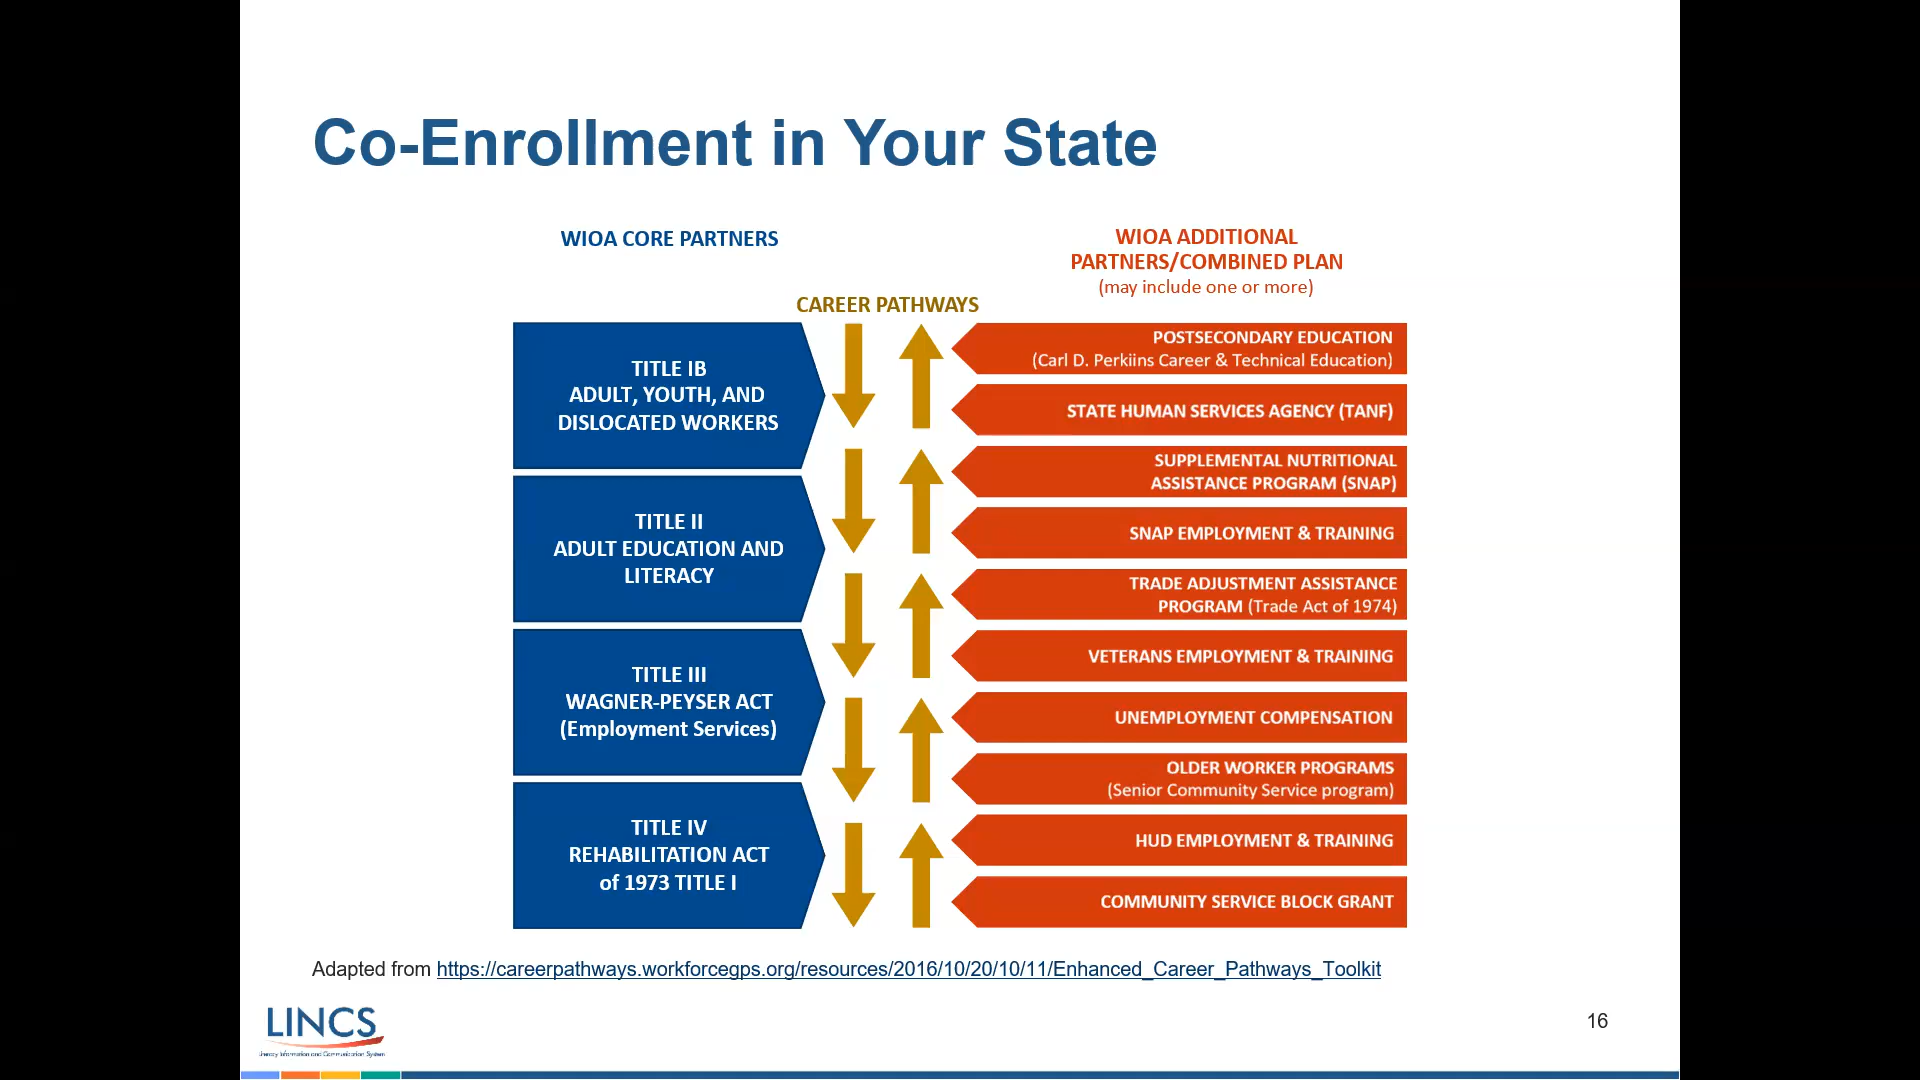 Co-Enrollment in Your State
WIOA CORE PARTNERS
WIOA ADDITIONAL
PARTNERS/COMBINED PLAN
(may include one or more)
CAREER PATHWAYS
TITLE IB
ADULT, YOUTH, AND
DISLOCATED WORKERS
TITLE II
ADULT EDUCATION AND
LITERACY
TITLE III
WAGNER-PEYSER ACT
(Employment Services)
TITLE IV
REHABILITATION ACT
of 1973 TITLE I
POSTSECONDARY EDUCATION
(Carl D. Perkiins Career & Technical Education)
STATE HUMAN SERVICES AGENCY (TANF)
SUPPLEMENTAL NUTRITIONAL
ASSISTANCE PROGRAM (SNAP)
SNAP EMPLOYMENT & TRAINING
TRADE ADJUSTMENT ASSISTANCE
PROGRAM (Trade Act of 1974)
VETERANS EMPLOYMENT & TRAINING
UNEMPLOYMENT COMPENSATION
OLDER WORKER PROGRAMS
(Senior Community Service program)
HUD EMPLOYMENT & TRAINING
COMMUNITY SERVICE BLOCK GRANT
Adapted from https://careerpathways.workforcegps.org/resources/2016/10/20/10/11/Enhanced_Career_Pathways_Toolkit
LINCS
Literacy Information and Communication System
16